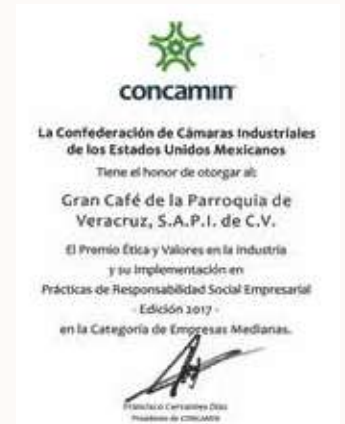 concamin
La Confederación de Cámaras Industriales
de los Estados Unidos Mexicanos
Tiene el honor de otorgar al:
Gran Café de la Parroquia de
Veracruz, S.A.P.I. de C.V.
El Premio Ética y Valores en la Industria
y su Implementación en
Prácticas de Responsabilidad Social Empresarial
- Edición 2017 -
en la Categoría de Empresas Medianas.
Francisco Cervantes Díaz
Presidente de CONCAMIN